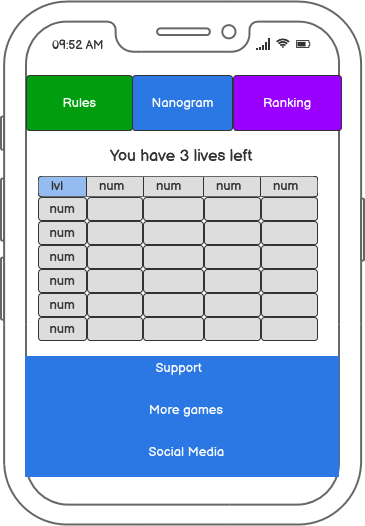 09:52 AM
Rules Nanogram Ranking
You have 3 lives left
lvl num num num num
num
num
num
num
num
num
Support
More games
Social Media